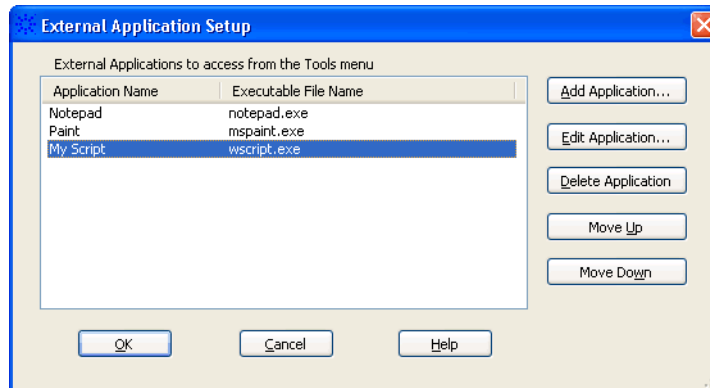 External Application Setup
External Applications to access from the Tools menu
Application Name Executable File Name
Notepad notepad.exe
Paint mspaint.exe
My Script wscript.exe
Add Application...
Edit Application...
Delete Application
Move Up
Move Down
OK Cancel Help